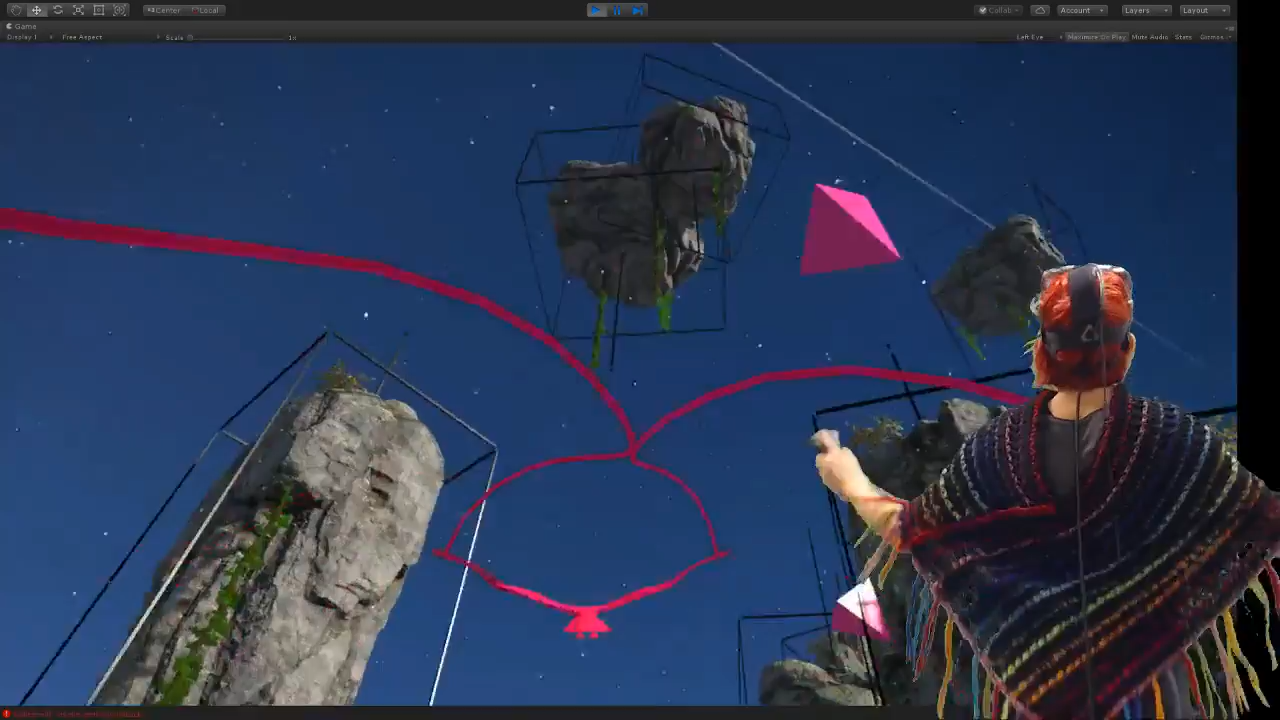 Center Local
Collab Account Layers Layout
Game
Display 1 Free Aspect Scale 1x Left Eye Maximize On Play Mute Audio Stats Gizmos